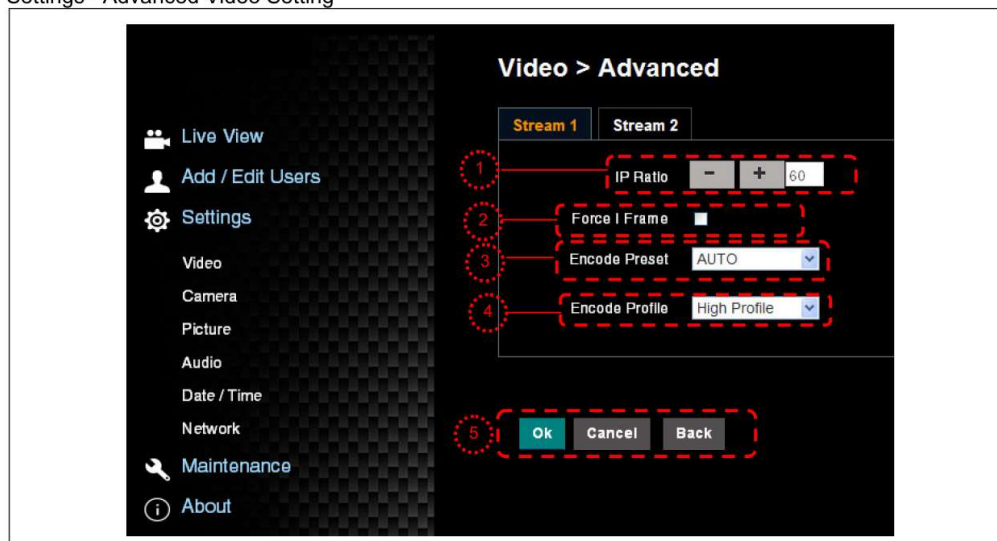 Settings - Advanced Video Setting
Live View
Add / Edit Users
Settings
Video
Camera
Picture
Audio
Date / Time
Network
Maintenance
i About
Video > Advanced
Stream 1 Stream 2
1 IP Ratio - + 60
2 Force I Frame
3 Encode Preset AUTO
4 Encode Profile High Profile
5 Ok Cancel Back